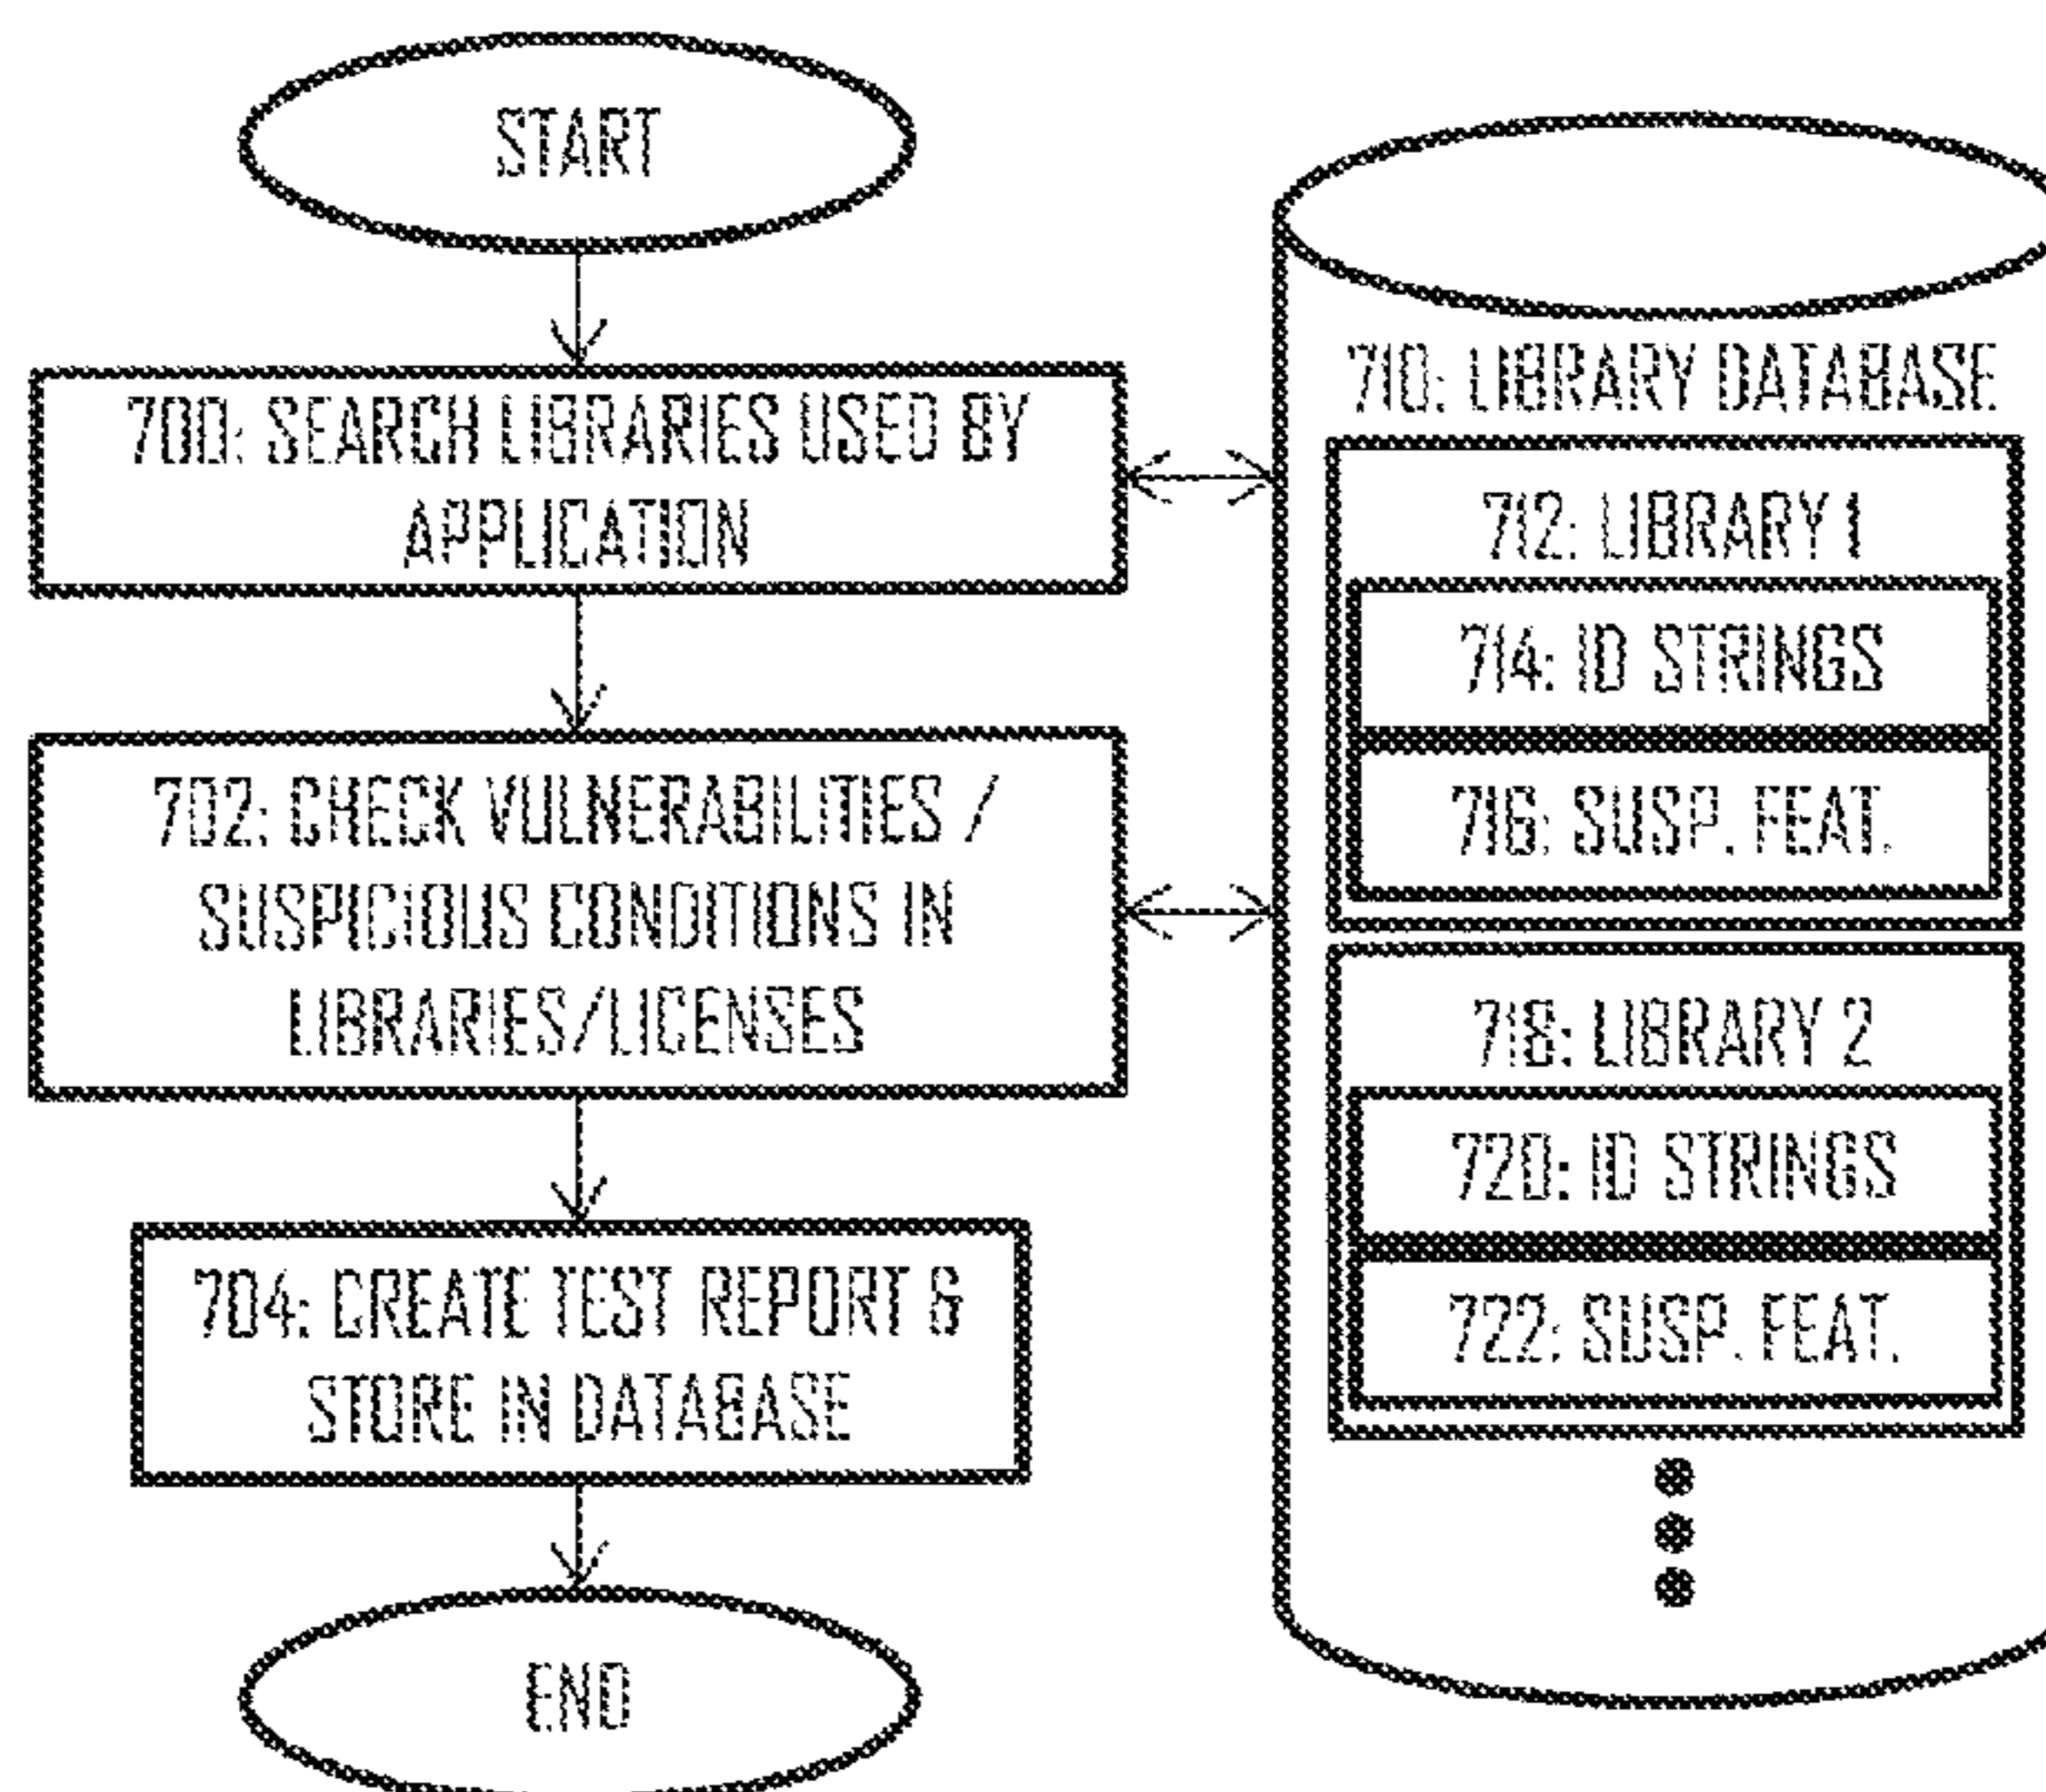 START
700: SEARCH LIBRARIES USED BY
APPLICATION
702: CHECK VULNERABILITIES /
SUSPICIOUS CONDITIONS IN
LIBRARIES/LICENSES
704: CREATE TEST REPORT &
STORE IN DATABASE
END
710: LIBRARY DATABASE
712: LIBRARY 1
714: ID STRINGS
716: SUSP. FEAT.
718: LIBRARY 2
720: ID STRINGS
722: SUSP. FEAT.